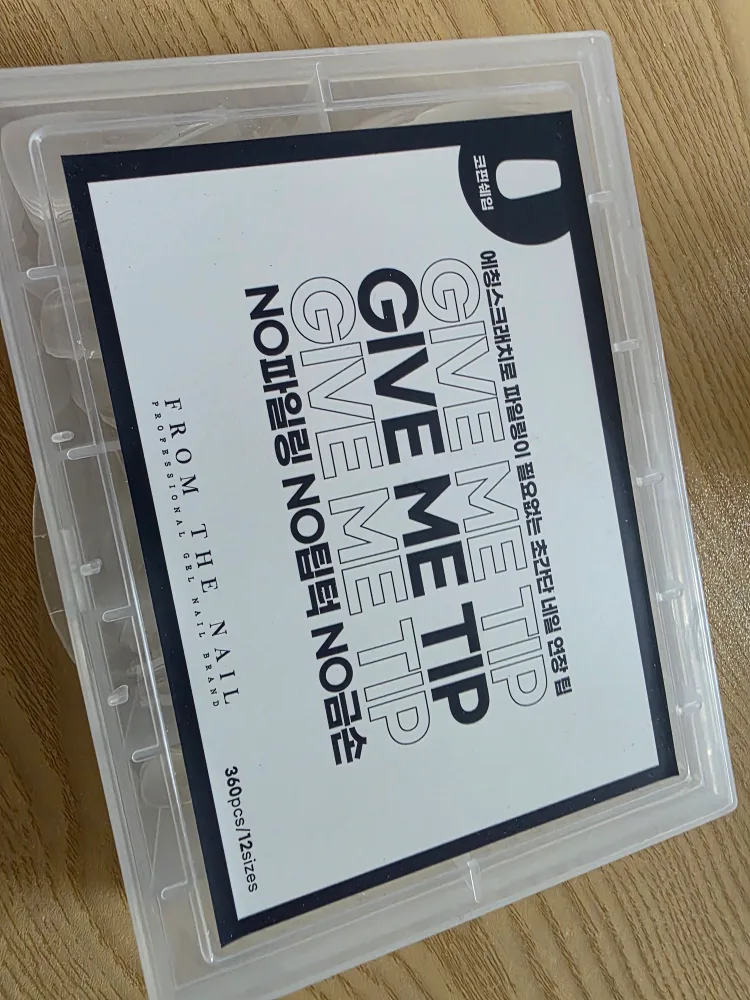 코핀쉐입
에칭스크래치로 파일링이 필요없는 초간단 네일 연장 팁
GIVE ME TIP
GIVE ME TIP
GIVE ME TIP
NO파일링 NO팁턱 NO금손
FROM THE NAIL
PROFESSIONAL GEL NAIL BRAND
360pcs/12sizes